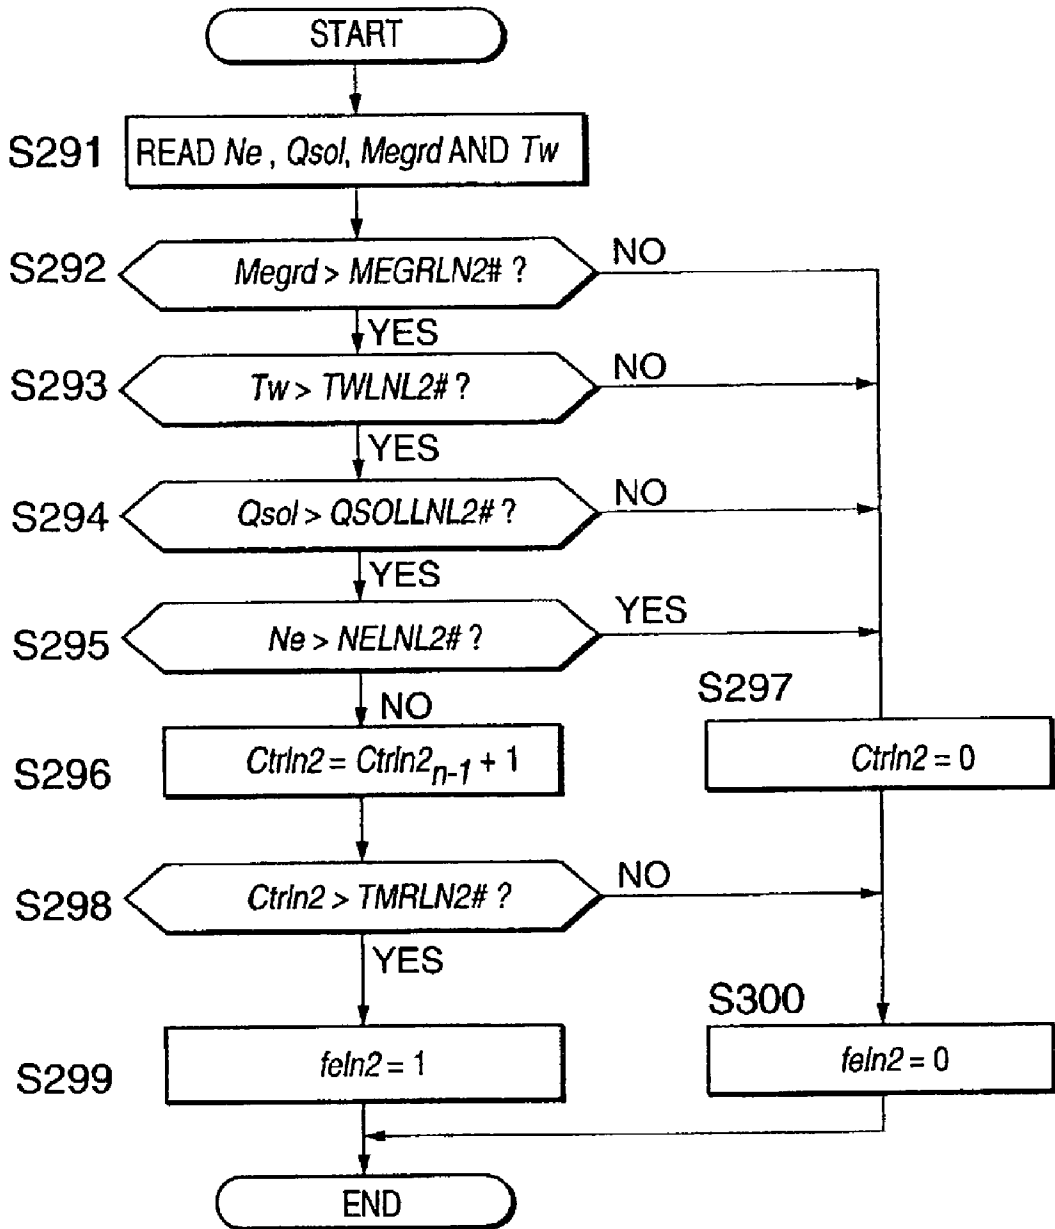 START
S291
READ Ne , Qsol, Megrd AND Tw
S292
Megrd > MEGRLN2# ?
NO
YES
S293
Tw > TWLNL2# ?
NO
YES
S294
Qsol > QSOLLNL2# ?
NO
YES
S295
Ne > NELNL2# ?
YES
NO
S297
S296
Ctrln2 = Ctrln2n-1 + 1
Ctrln2 = 0
S298
Ctrln2 > TMRLN2# ?
NO
YES
S300
S299
feln2 = 1
feln2 = 0
END